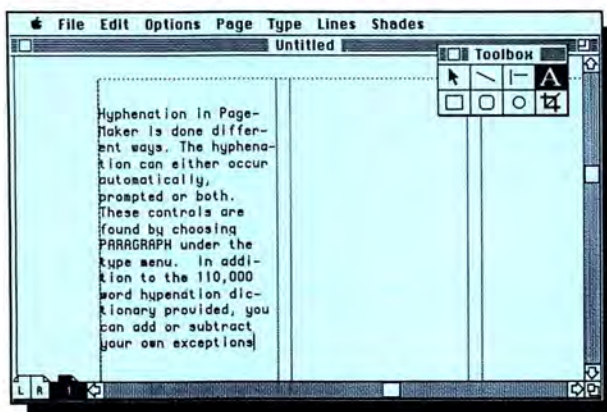 File Edit Options Page Type Lines Shades
Untitled
Toolbox
A
Hyphenation in Page-
Maker is done differ-
ent ways. The hyphena-
tion can either occur
automatically,
prompted or both.
These controls are
found by choosing
PARAGRAPH under the
type menu. In addi-
tion to the 110,000
word hypenation dic-
tionary provided, you
can add or subtract
your own exceptions
L R 1